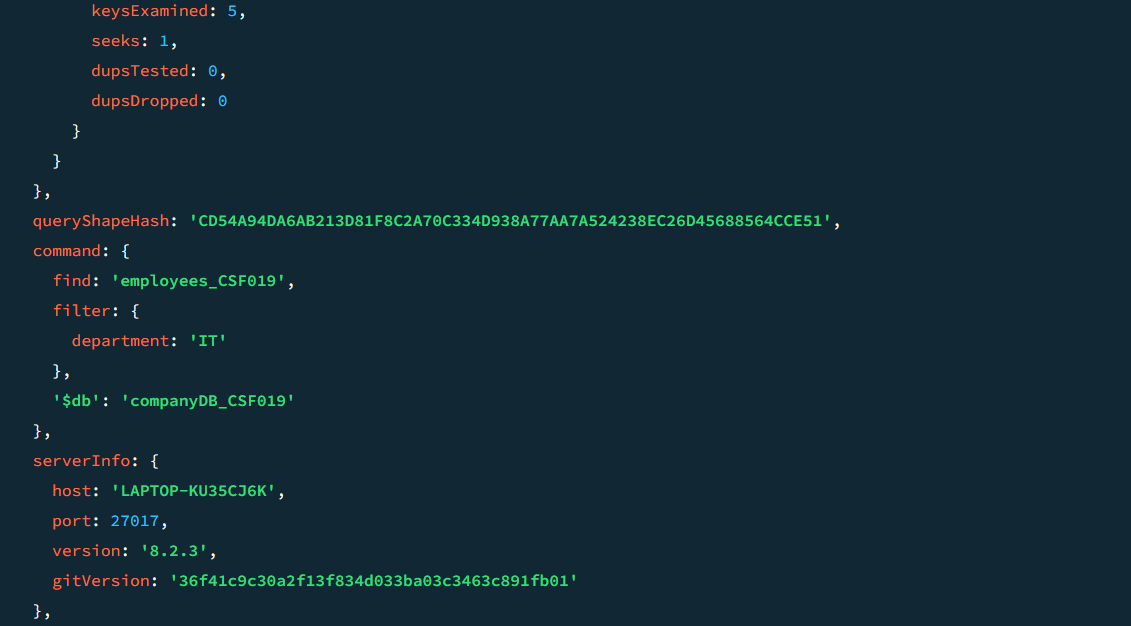 keysExamined: 5,
seeks: 1,
dupsTested: 0,
dupsDropped: 0
}
}
},
queryShapeHash: 'CD54A94DA6AB213D81F8C2A70C334D938A77AA7A524238EC26D45688564CCE51',
command: {
find: 'employees_CSF019',
filter: {
department: 'IT'
},
'$db': 'companyDB_CSF019'
},
serverInfo: {
host: 'LAPTOP-KU35CJ6K',
port: 27017,
version: '8.2.3',
gitVersion: '36f41c9c30a2f13f834d033ba03c3463c891fb01'
},